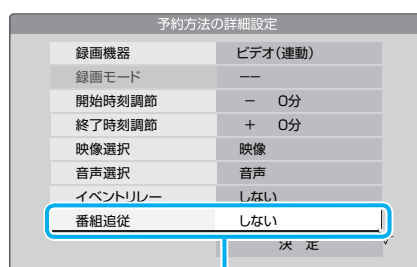 予約方法の詳細設定
録画機器 ビデオ(連動)
録画モード −−
開始時刻調節 − 0分
終了時刻調節 + 0分
映像選択 映像
音声選択 音声
イベントリレー しない
番組追従 しない
決 定